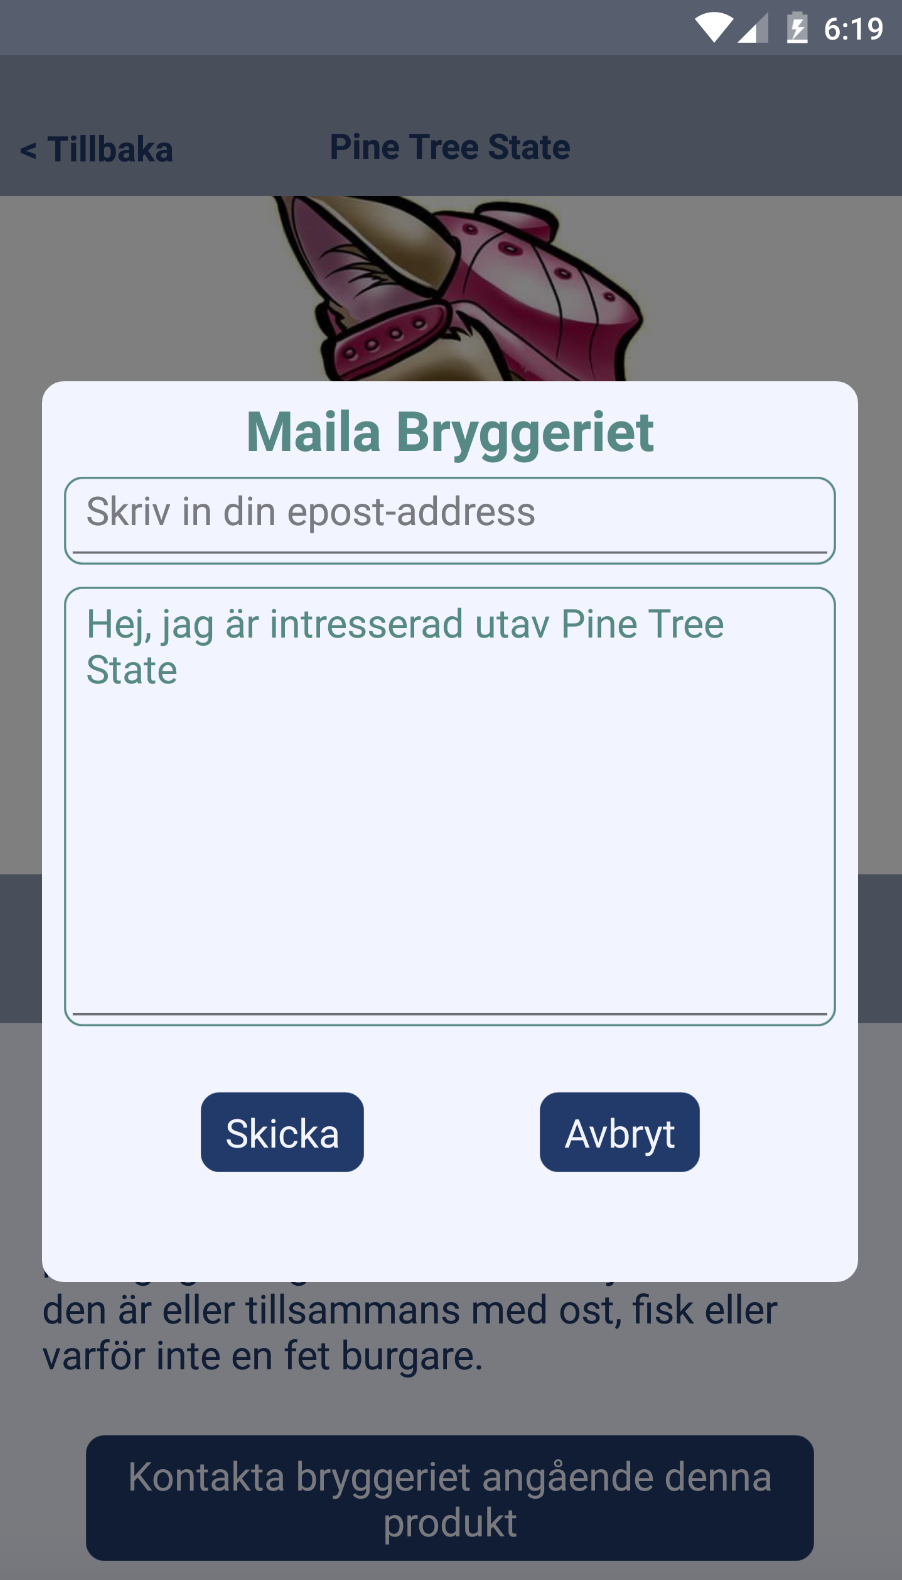 6:19
< Tillbaka
Pine Tree State
Maila Bryggeriet
Skriv in din epost-address
Hej, jag är intresserad utav Pine Tree
State
Skicka
Avbryt
den är eller tillsammans med ost, fisk eller
varför inte en fet burgare.
Kontakta bryggeriet angående denna
produkt